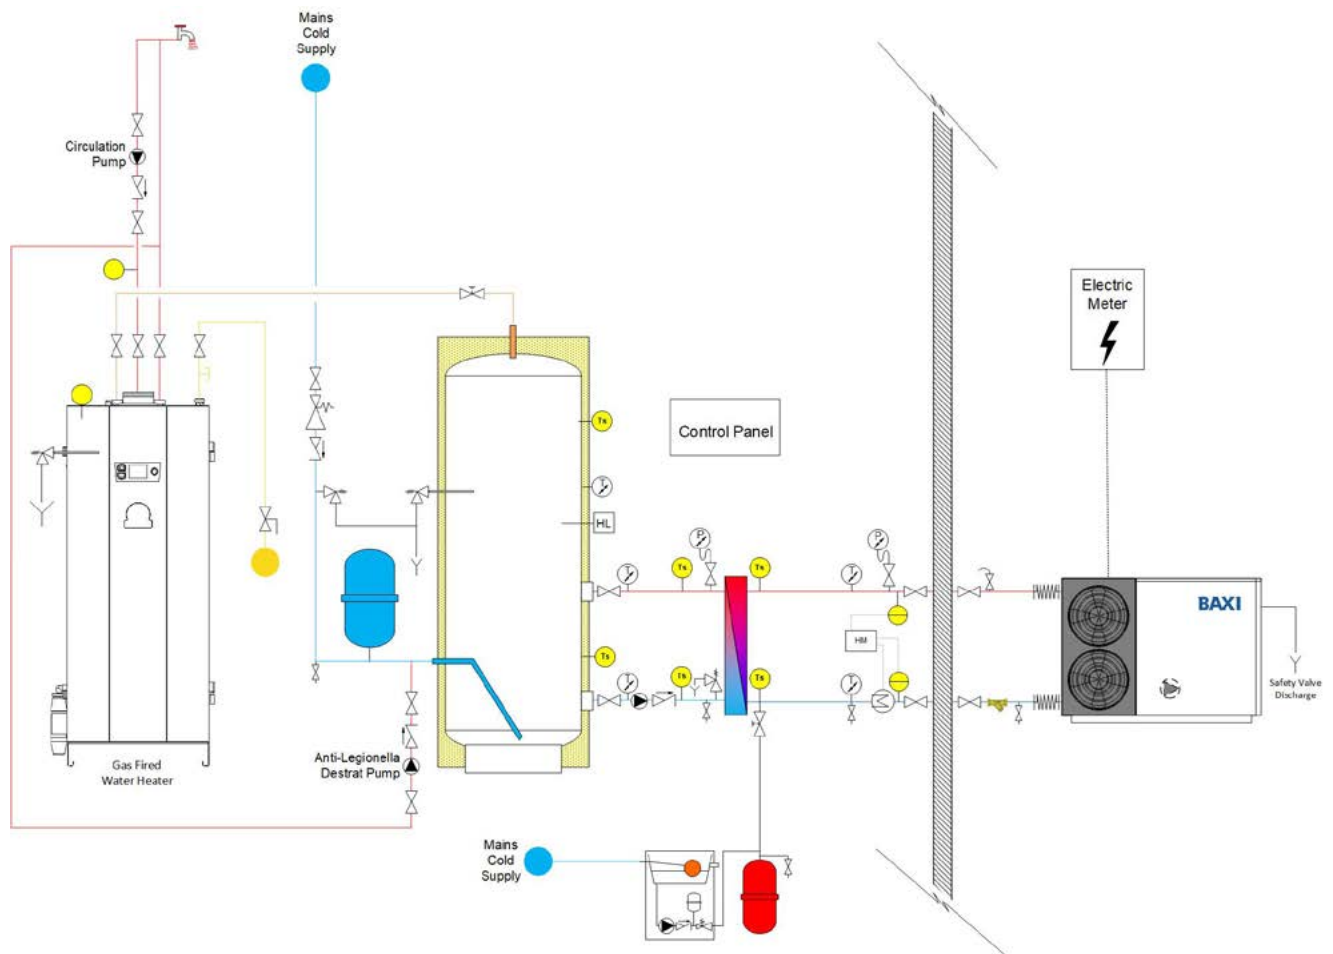 Mains
Cold
Supply
Circulation
Pump
Electric
Meter
Ts
Control Panel
T
HL
P
P
T
Ts
Ts
T
BAXI
HM
Ts
T
Ts
Ts
T
M
Safety Valve
Discharge
Anti-Legionella
Destrat Pump
Gas Fired
Water Heater
Mains
Cold
Supply